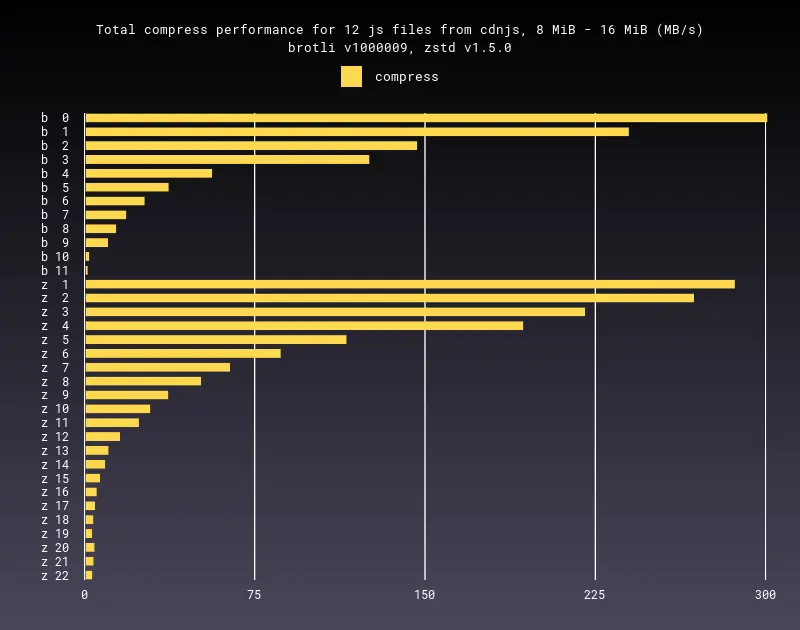 Total compress performance for 12 js files from cdnjs, 8 MiB - 16 MiB (MB/s)
brotli v1000009, zstd v1.5.0
compress
b 0
b 1
b 2
b 3
b 4
b 5
b 6
b 7
b 8
b 9
b 10
b 11
z 1
z 2
z 3
z 4
z 5
z 6
z 7
z 8
z 9
z 10
z 11
z 12
z 13
z 14
z 15
z 16
z 17
z 18
z 19
z 20
z 21
z 22
0 75 150 225 300